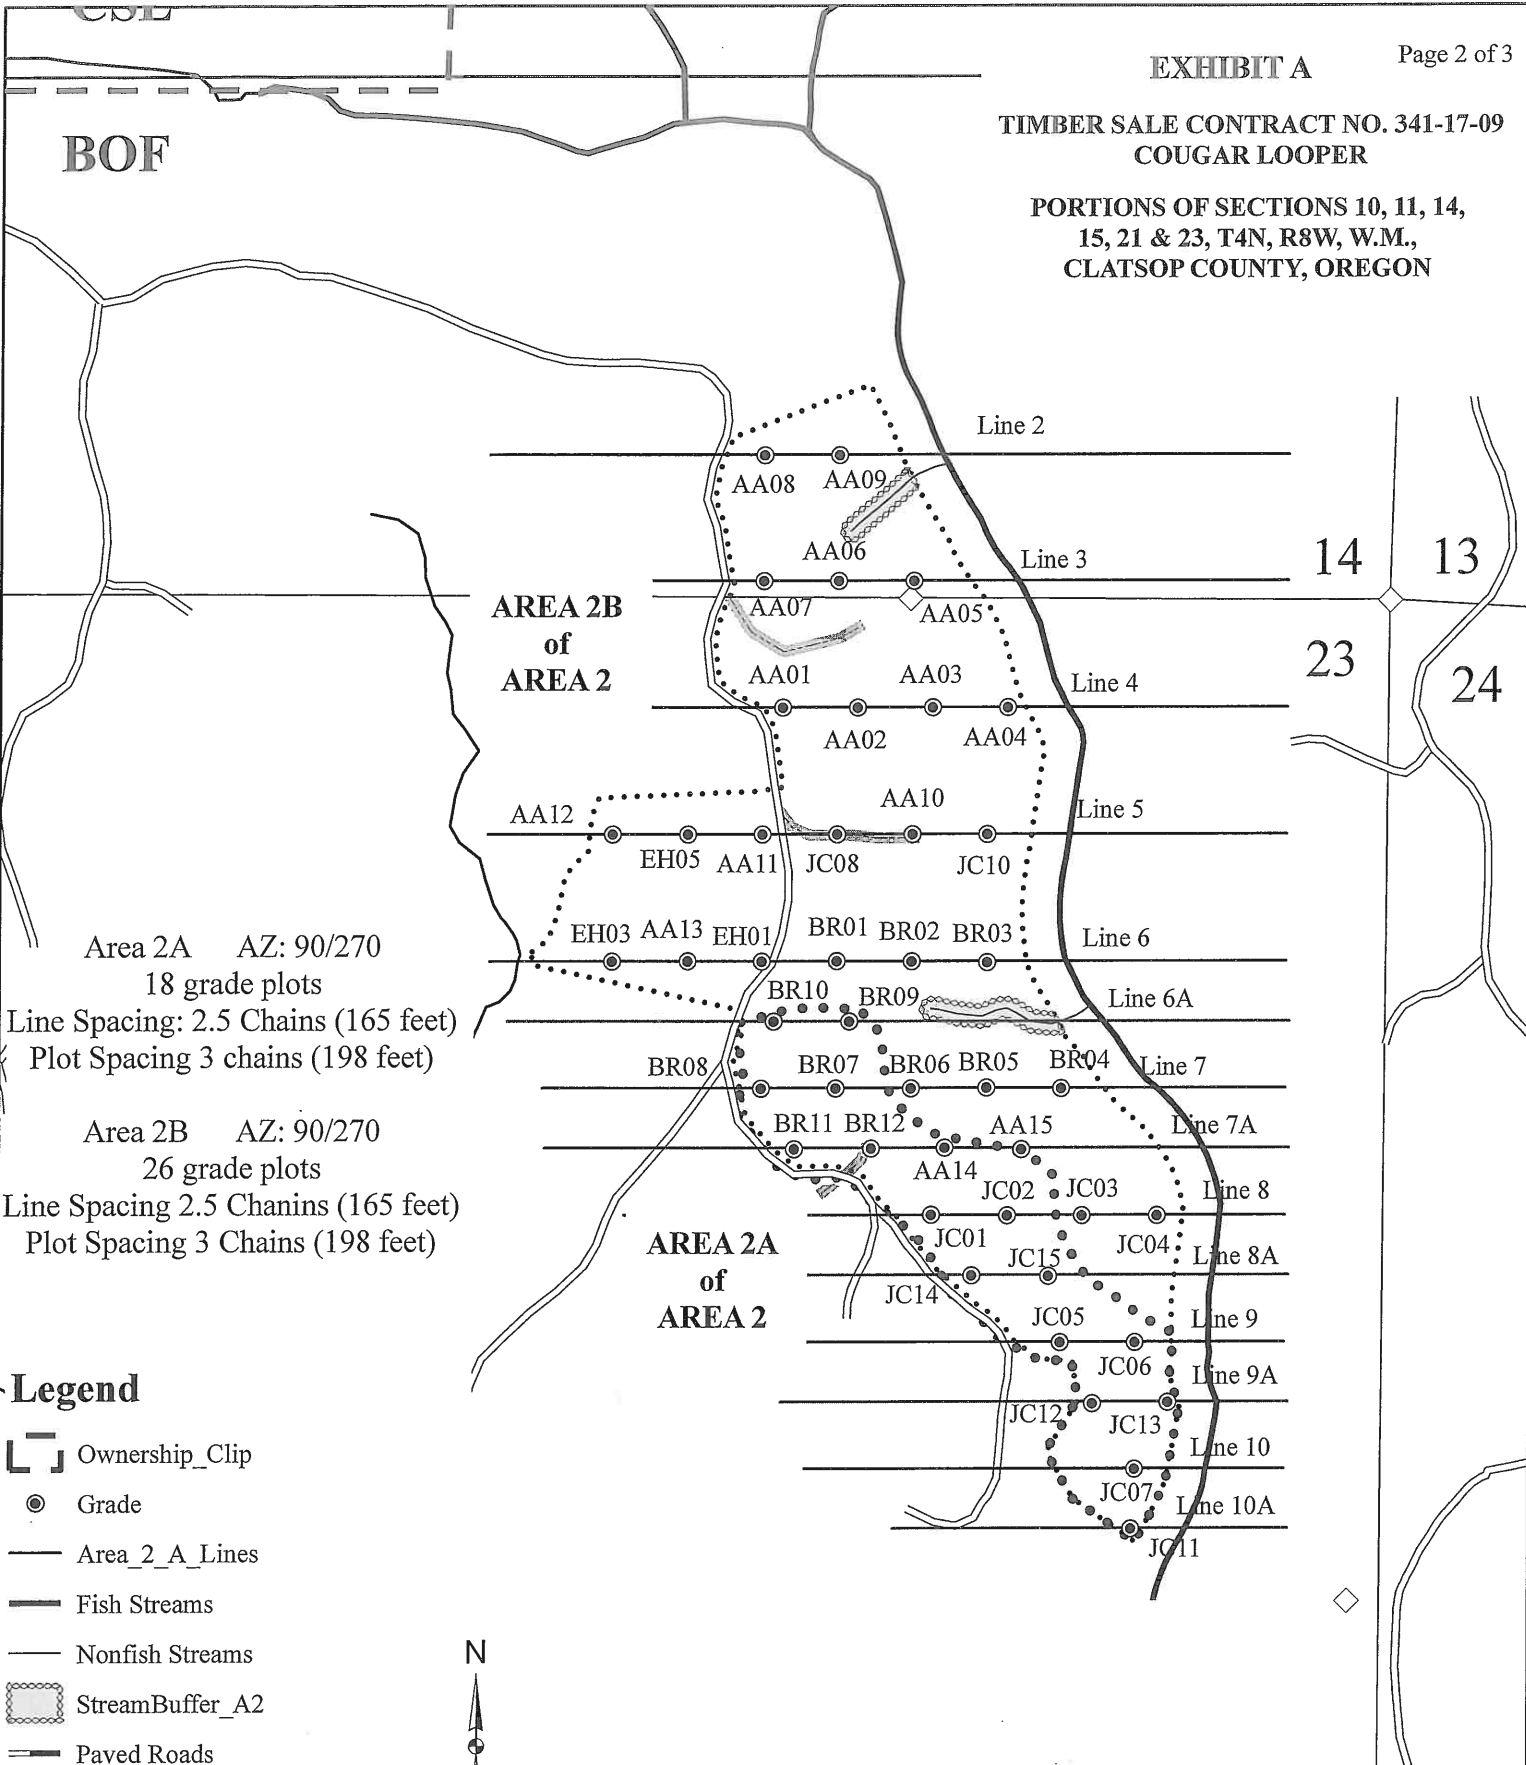 CSL
EXHIBIT A
Page 2 of 3
TIMBER SALE CONTRACT NO. 341-17-09
COUGAR LOOPER
BOF
PORTIONS OF SECTIONS 10, 11, 14,
15, 21 & 23, T4N, R8W, W.M.,
CLATSOP COUNTY, OREGON
Line 2
AA08
AA09
AA06
Line 3
14
13
AREA 2B
of
AREA 2
AA07
AA05
23
24
AA01
AA03
Line 4
AA02
AA04
AA12
AA10
Line 5
EH05
AA11
JC08
JC10
EH03
AA13
EH01
BR01
BR02
BR03
Line 6
Area 2A AZ: 90/270
18 grade plots
Line Spacing: 2.5 Chains (165 feet)
Plot Spacing 3 chains (198 feet)
BR10
BR09
Line 6A
BR08
BR07
BR06
BR05
BR04
Line 7
Area 2B AZ: 90/270
26 grade plots
Line Spacing 2.5 Chanins (165 feet)
Plot Spacing 3 Chains (198 feet)
BR11
BR12
AA15
Line 7A
AA14
JC02
JC03
Line 8
AREA 2A
of
AREA 2
JC01
JC15
JC04
Line 8A
JC14
JC05
Line 9
JC06
Line 9A
JC12
JC13
Line 10
JC07
Line 10A
JC11
Legend
Ownership_Clip
Grade
Area_2_A_Lines
Fish Streams
Nonfish Streams
StreamBuffer_A2
Paved Roads
N